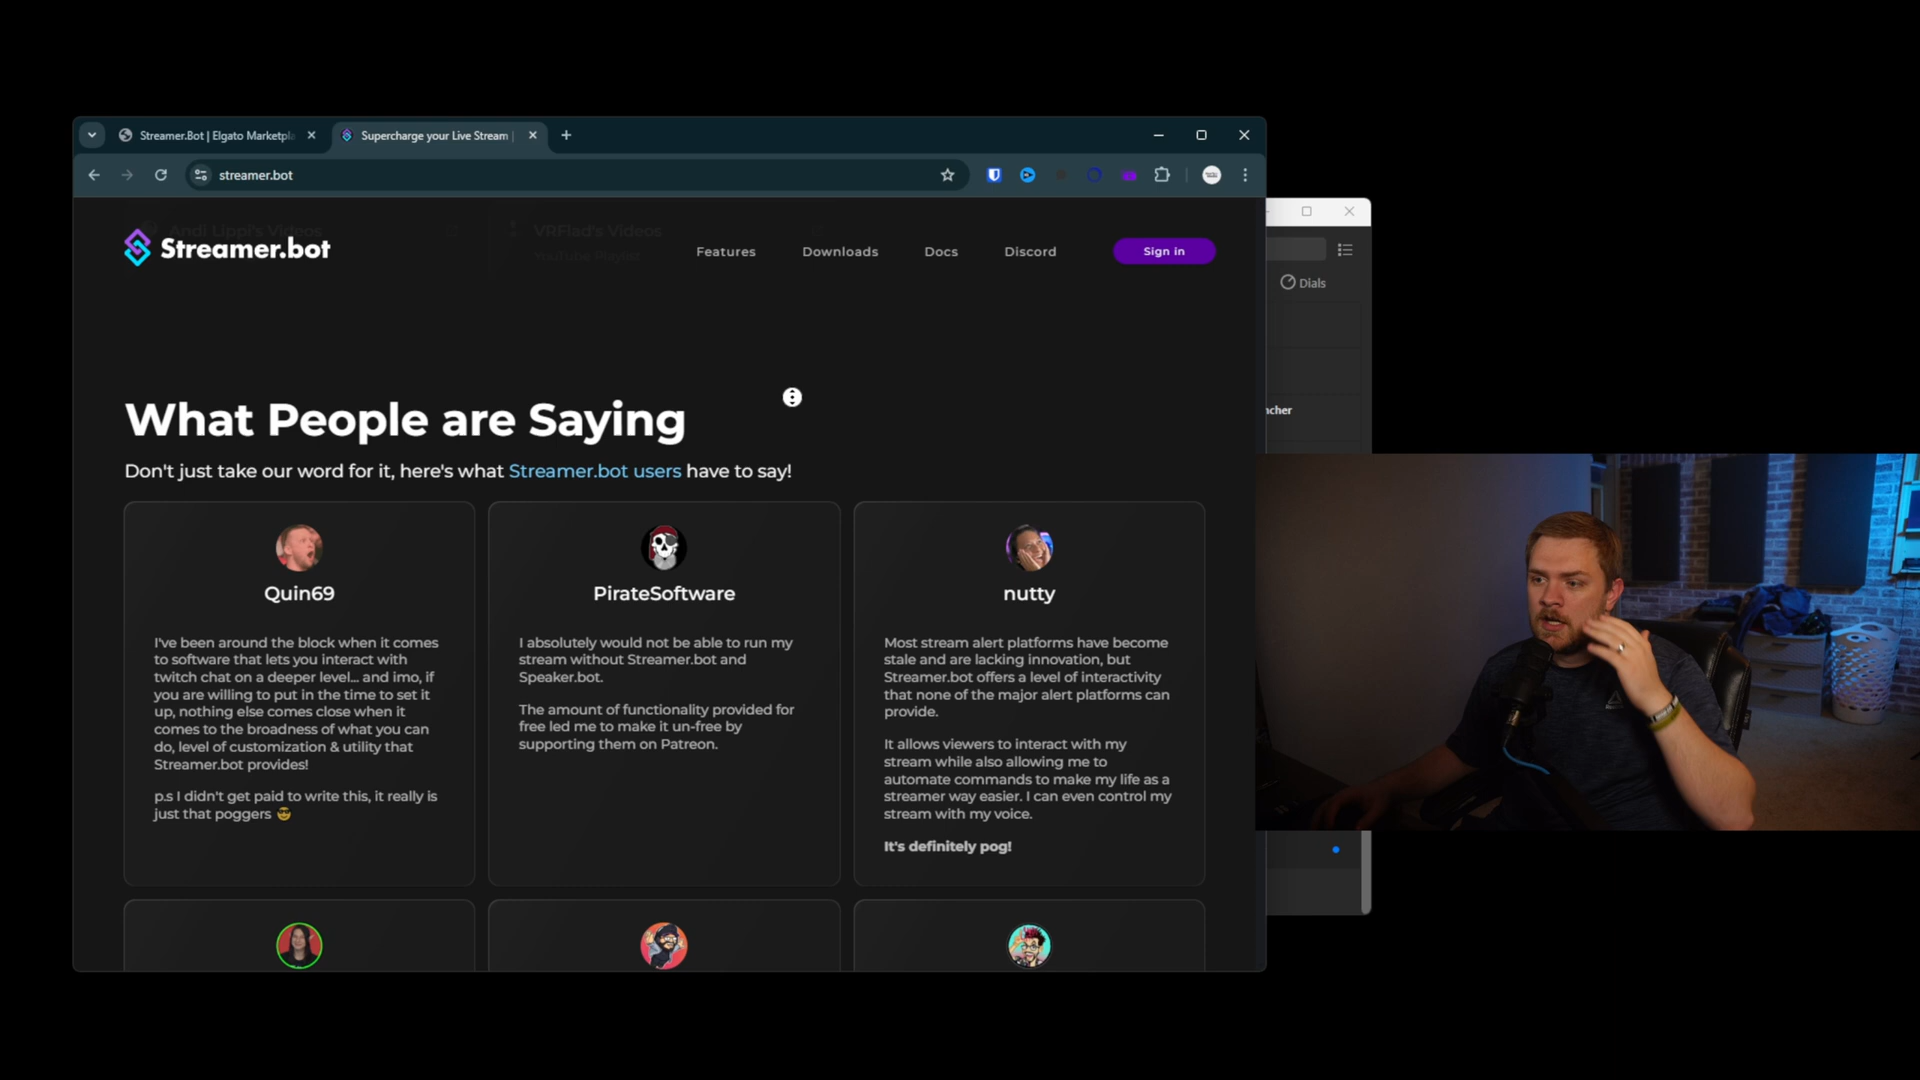 Streamer.Bot | Elgato Marketpla
Supercharge your Live Stream |
streamer.bot
Andi Lippi's Videos
VRFlad's Videos
YouTube Playlist
Streamer.bot
Features
Downloads
Docs
Discord
Sign in
Dials
ncher
What People are Saying
Don't just take our word for it, here's what Streamer.bot users have to say!
Quin69
I've been around the block when it comes
to software that lets you interact with
twitch chat on a deeper level... and imo, if
you are willing to put in the time to set it
up, nothing else comes close when it
comes to the broadness of what you can
do, level of customization & utility that
Streamer.bot provides!
p.s I didn't get paid to write this, it really is
just that poggers 😎
PirateSoftware
I absolutely would not be able to run my
stream without Streamer.bot and
Speaker.bot.
The amount of functionality provided for
free led me to make it un-free by
supporting them on Patreon.
nutty
Most stream alert platforms have become
stale and are lacking innovation, but
Streamer.bot offers a level of interactivity
that none of the major alert platforms can
provide.
It allows viewers to interact with my
stream while also allowing me to
automate commands to make my life as a
streamer way easier. I can even control my
stream with my voice.
It's definitely pog!